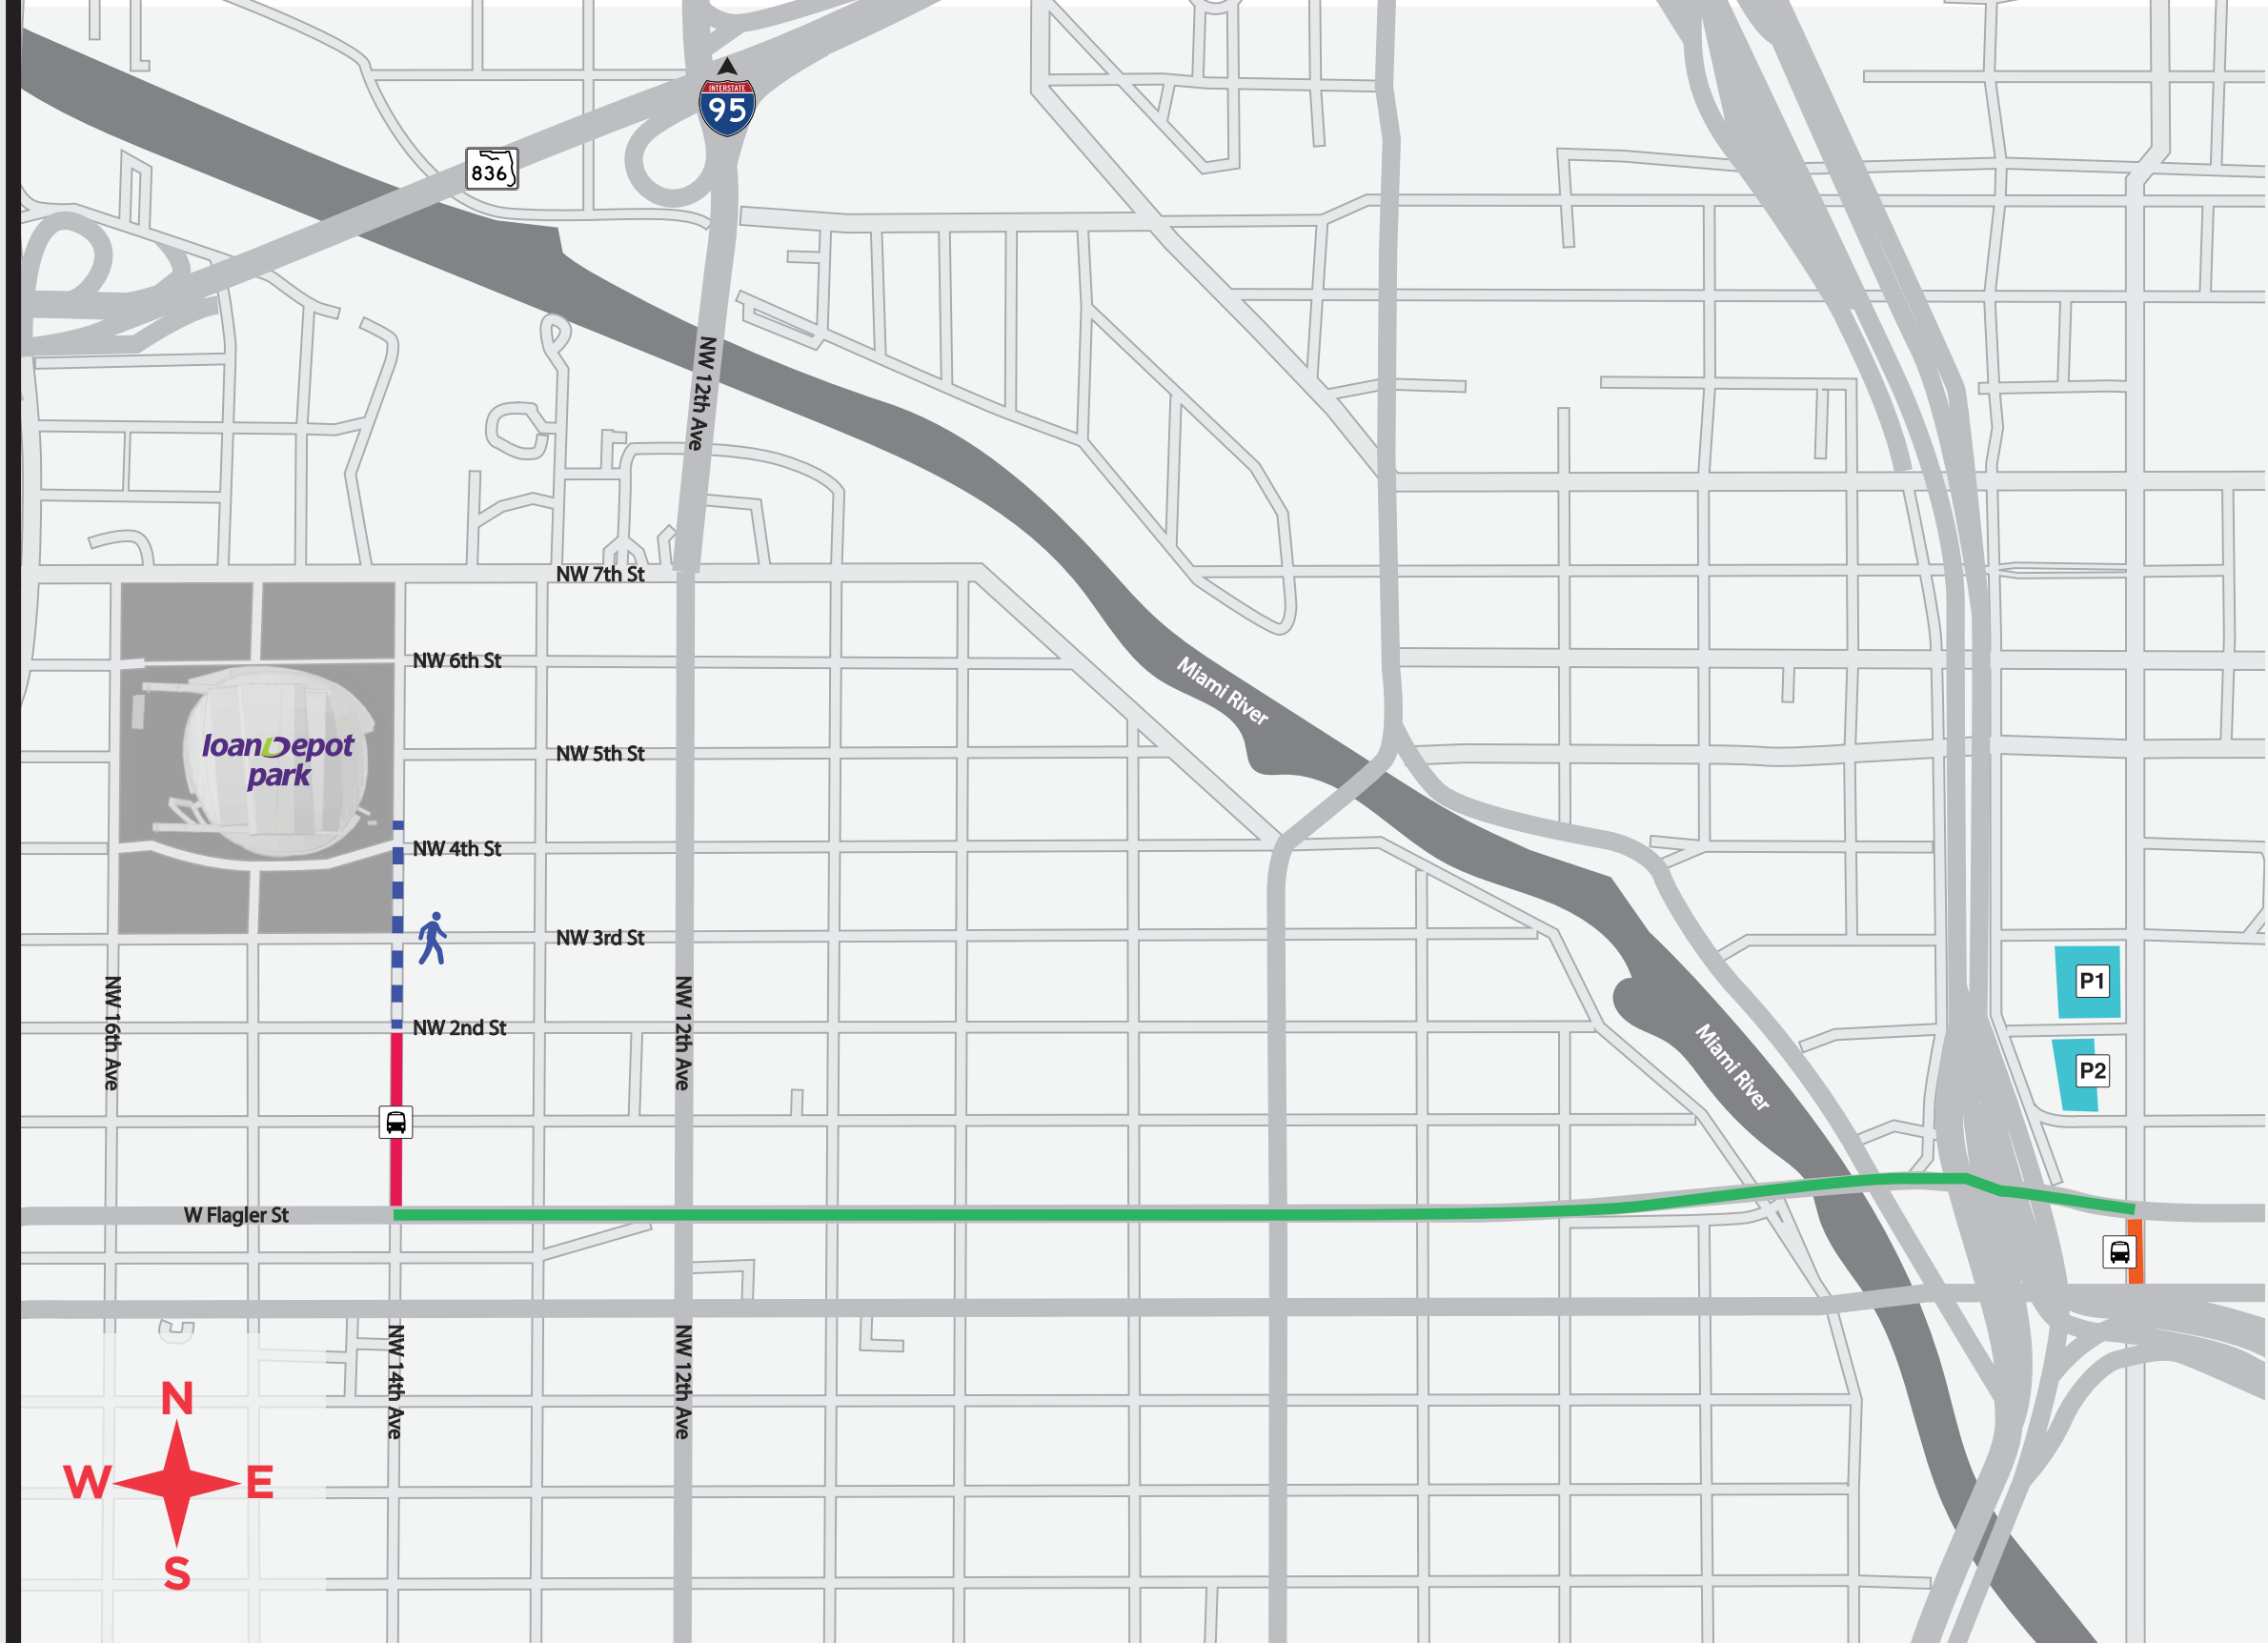 INTERSTATE
95
836
NW 12th Ave
NW 7th St
NW 6th St
Miami River
loanDepot
park
NW 5th St
NW 4th St
NW 3rd St
P1
NW 16th Ave
NW 12th Ave
NW 2nd St
Miami River
P2
W Flagler St
NW 14th Ave
NW 12th Ave
N
W
E
S